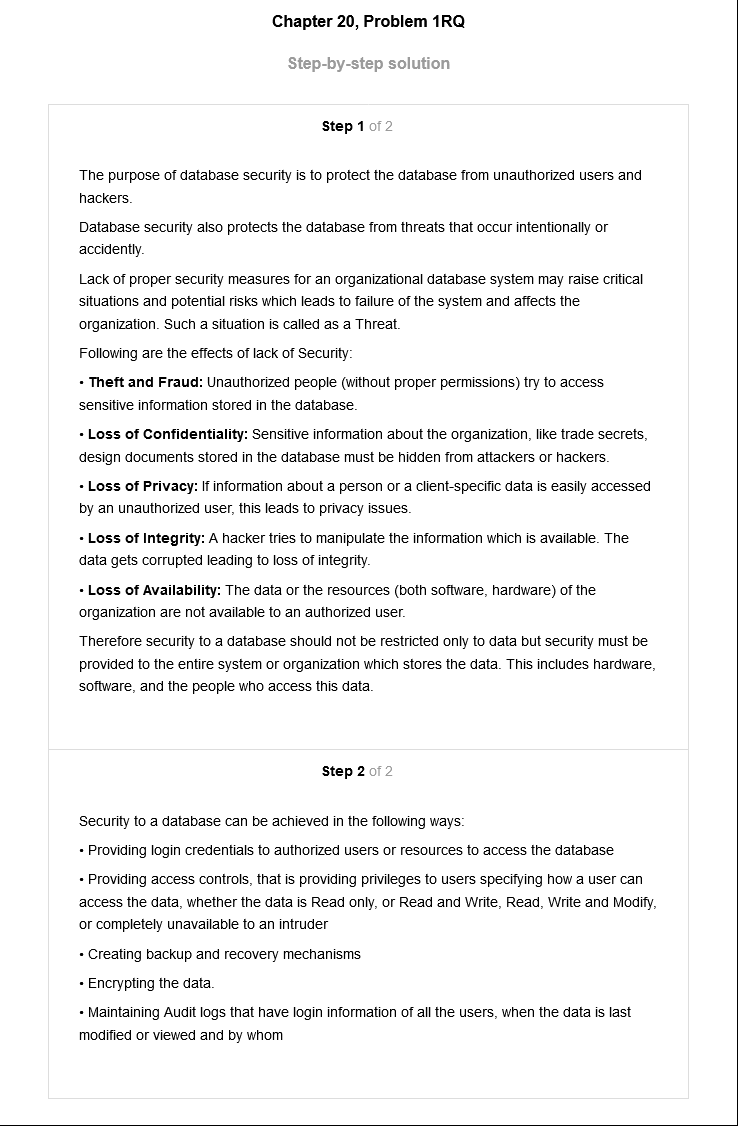 Chapter 20, Problem 1RQ
Step-by-step solution
Step 1 of 2
The purpose of database security is to protect the database from unauthorized users and
hackers.
Database security also protects the database from threats that occur intentionally or
accidently.
Lack of proper security measures for an organizational database system may raise critical
situations and potential risks which leads to failure of the system and affects the
organization. Such a situation is called as a Threat.
Following are the effects of lack of Security:
• Theft and Fraud: Unauthorized people (without proper permissions) try to access
sensitive information stored in the database.
• Loss of Confidentiality: Sensitive information about the organization, like trade secrets,
design documents stored in the database must be hidden from attackers or hackers.
• Loss of Privacy: If information about a person or a client-specific data is easily accessed
by an unauthorized user, this leads to privacy issues.
• Loss of Integrity: A hacker tries to manipulate the information which is available. The
data gets corrupted leading to loss of integrity.
• Loss of Availability: The data or the resources (both software, hardware) of the
organization are not available to an authorized user.
Therefore security to a database should not be restricted only to data but security must be
provided to the entire system or organization which stores the data. This includes hardware,
software, and the people who access this data.
Step 2 of 2
Security to a database can be achieved in the following ways:
• Providing login credentials to authorized users or resources to access the database
• Providing access controls, that is providing privileges to users specifying how a user can
access the data, whether the data is Read only, or Read and Write, Read, Write and Modify,
or completely unavailable to an intruder
• Creating backup and recovery mechanisms
• Encrypting the data.
• Maintaining Audit logs that have login information of all the users, when the data is last
modified or viewed and by whom